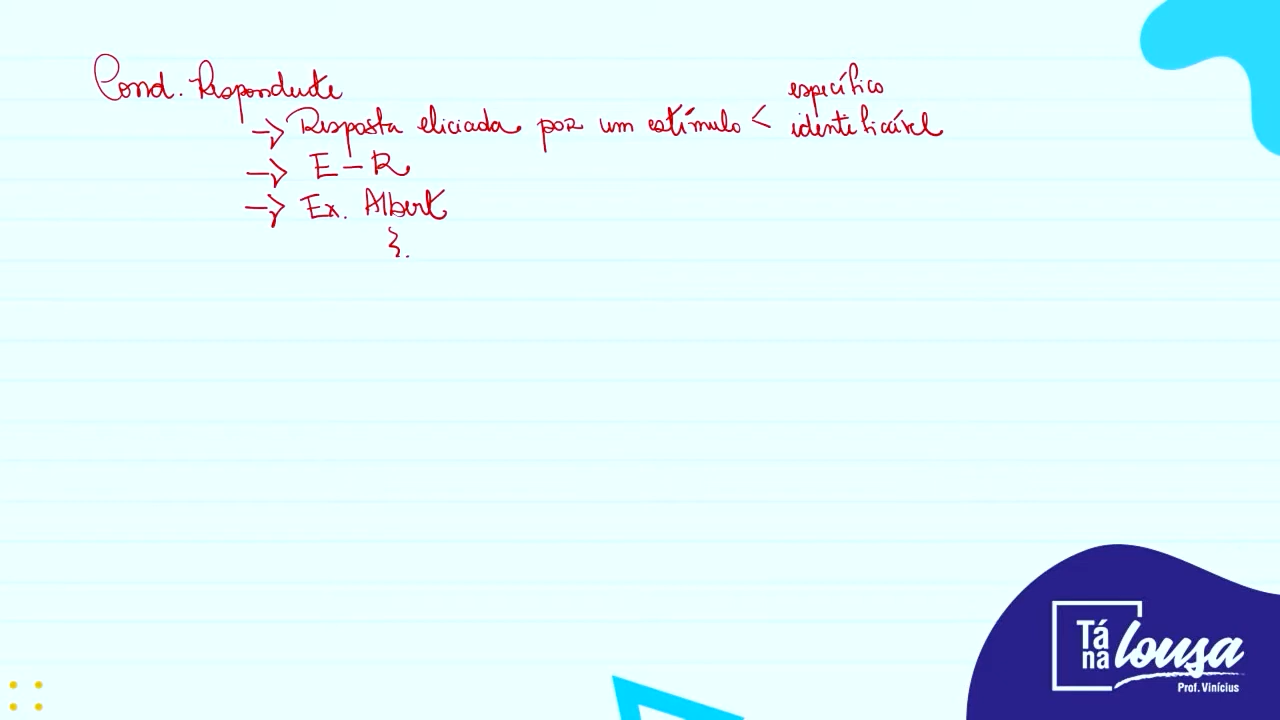 Cond. Respondente
específico
→ Resposta eliciada por um estímulo < identificável
→ E - R
→ Ex. Albert
Tá
na lousa
Prof. Vinícius